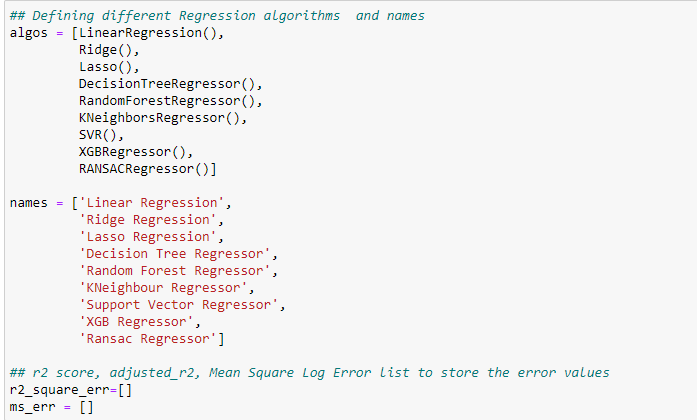 ## Defining different Regression algorithms  and names
algos = [LinearRegression(),
         Ridge(),
         Lasso(),
         DecisionTreeRegressor(),
         RandomForestRegressor(),
         KNeighborsRegressor(),
         SVR(),
         XGBRegressor(),
         RANSACRegressor()]
names = ['Linear Regression',
         'Ridge Regression',
         'Lasso Regression',
         'Decision Tree Regressor',
         'Random Forest Regressor',
         'KNeighbour Regressor',
         'Support Vector Regressor',
         'XGB Regressor',
         'Ransac Regressor']
## r2 score, adjusted_r2, Mean Square Log Error list to store the error values
r2_square_err=[]
ms_err = []